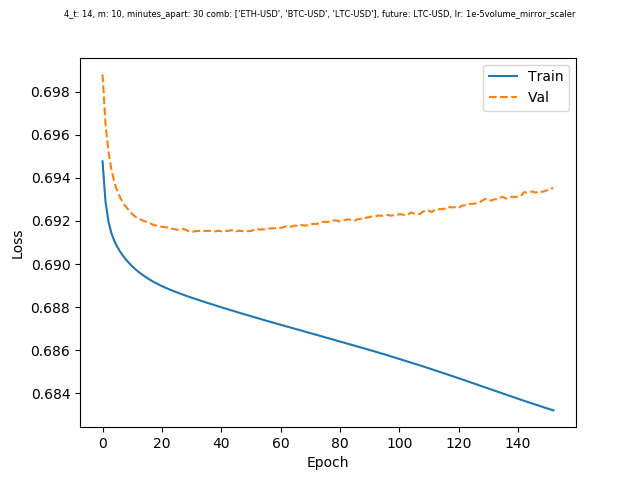 4_t: 14, m: 10, minutes_apart: 30 comb: ['ETH-USD', 'BTC-USD', 'LTC-USD'], future: LTC-USD, lr: 1e-5volume_mirror_scaler
Train
Val
0.698
0.696
0.694
0.692
0.690
0.688
0.686
0.684
Loss
0 20 40 60 80 100 120 140
Epoch